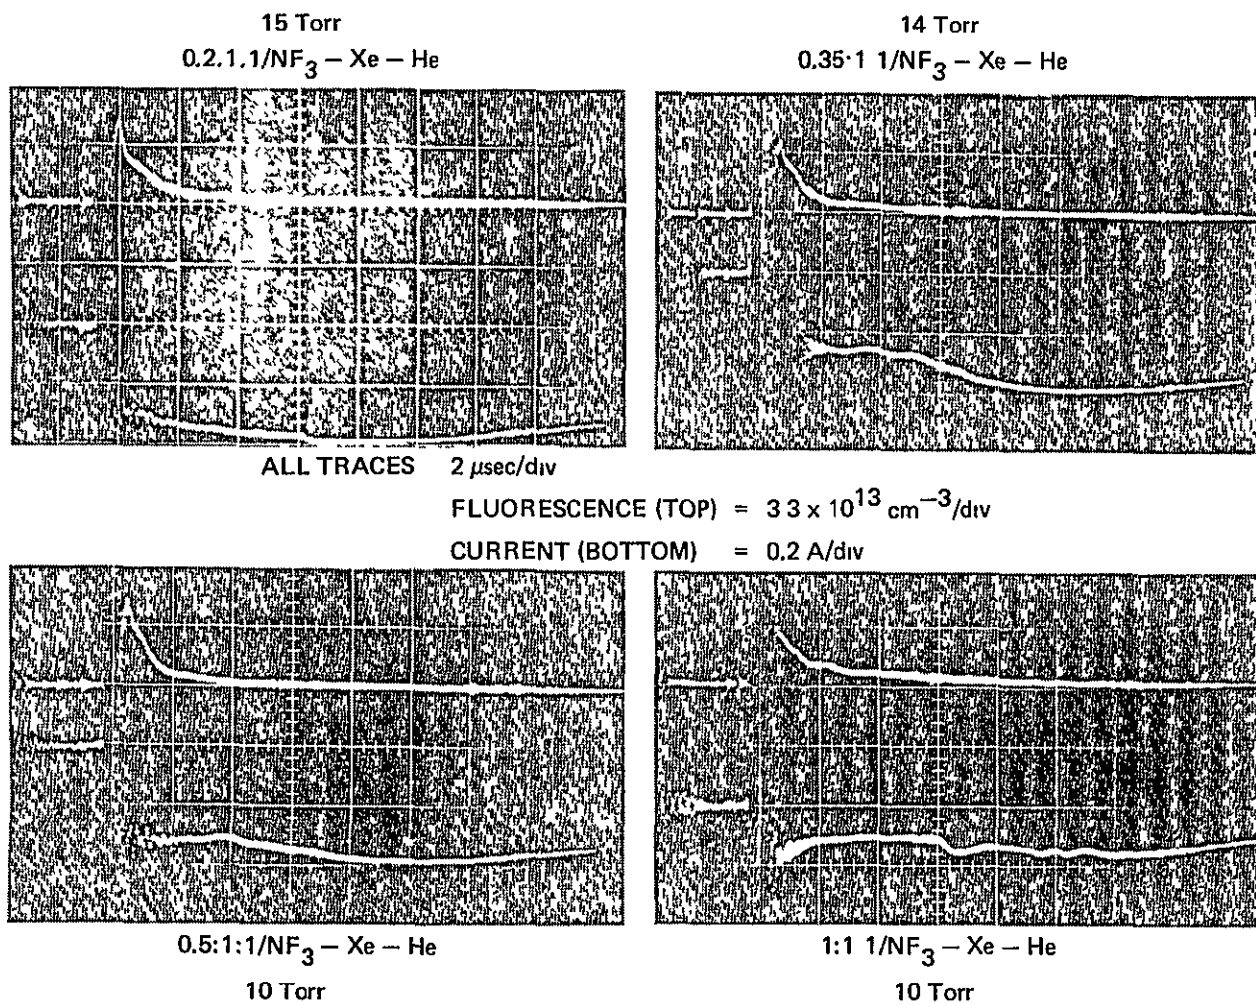 15 Torr
0.2.1.1/NF3 – Xe – He
14 Torr
0.35·1 1/NF3 – Xe – He
ALL TRACES 2 μsec/div
FLUORESCENCE (TOP) = 3 3 x 10^13 cm^−3/div
CURRENT (BOTTOM) = 0.2 A/div
0.5:1:1/NF3 – Xe – He
10 Torr
1:1 1/NF3 – Xe – He
10 Torr